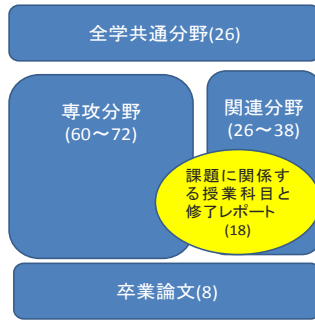 全学共通分野(26)
専攻分野
(60～72)
関連分野
(26～38)
課題に関係す
る授業科目と
修了レポート
(18)
卒業論文(8)